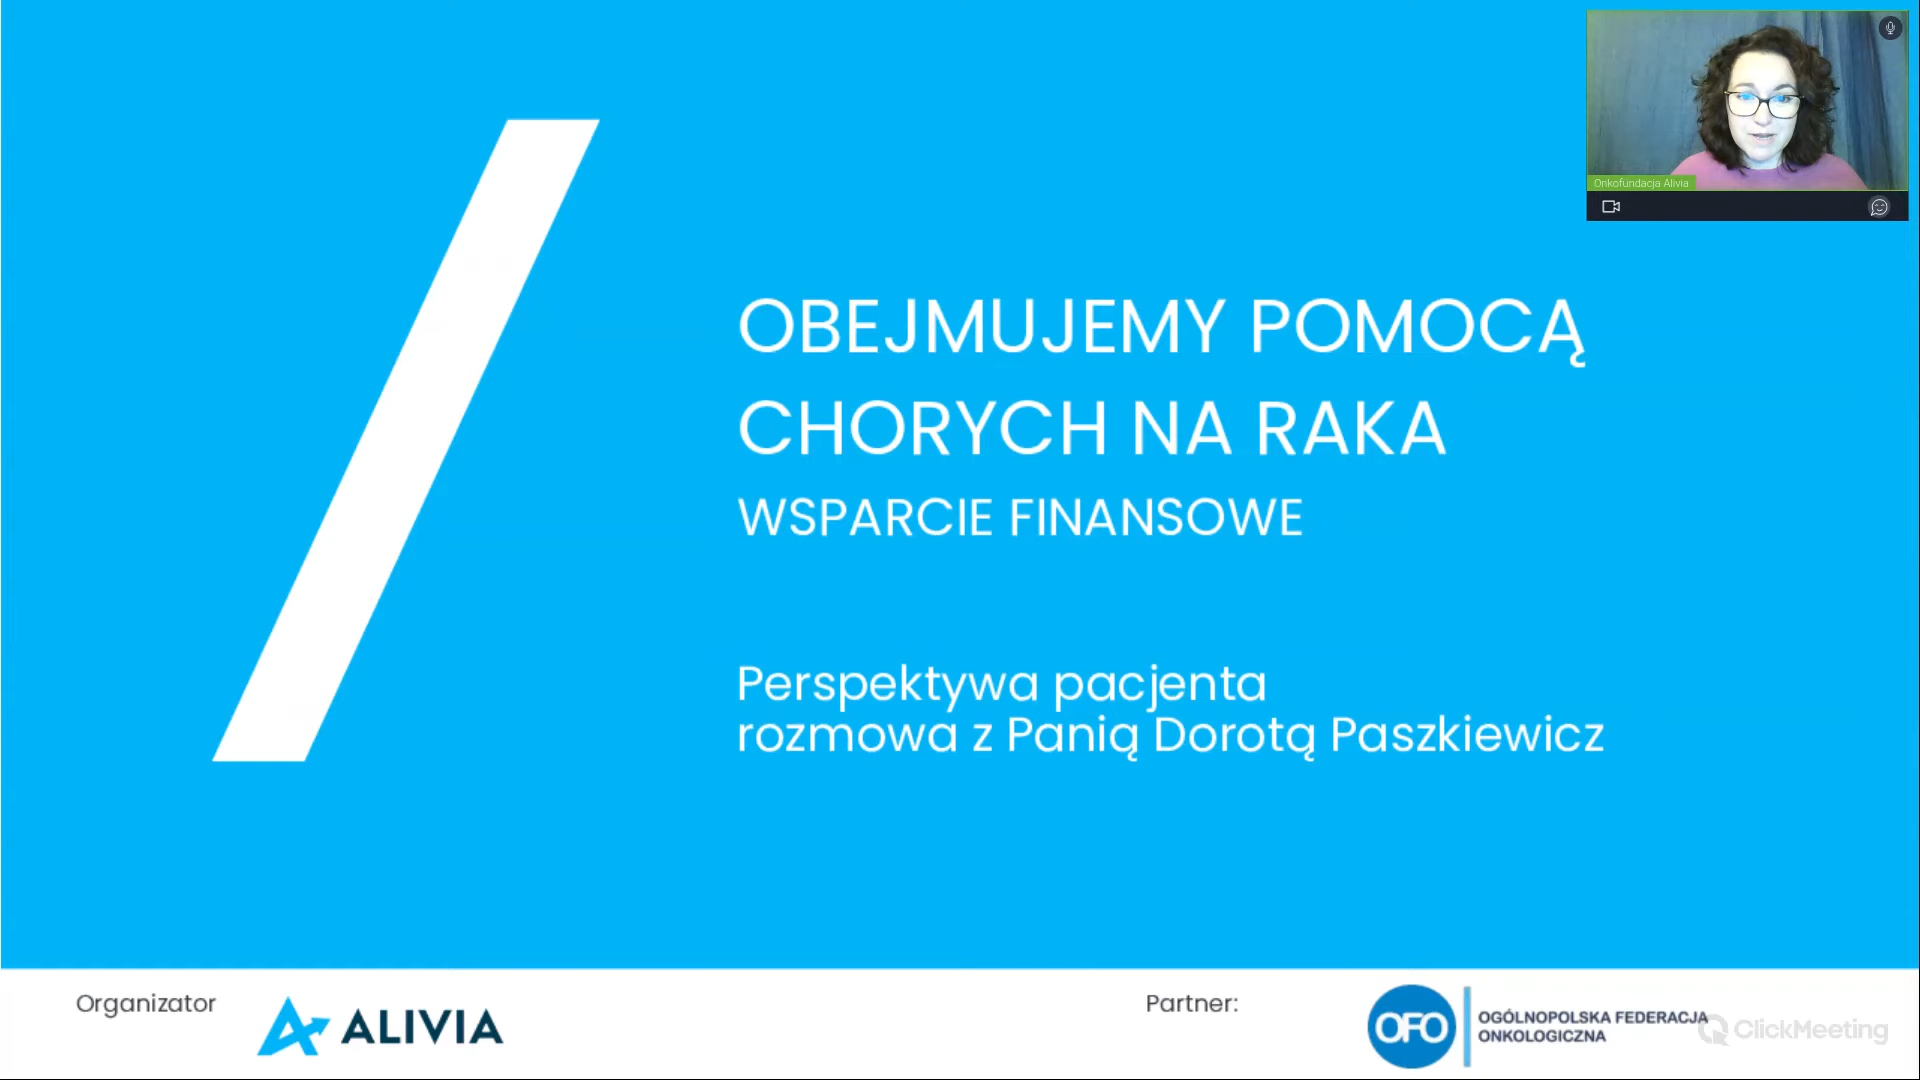 Onkofundacja Alivia
OBEJMUJEMY POMOCĄ
CHORYCH NA RAKA
WSPARCIE FINANSOWE
Perspektywa pacjenta
rozmowa z Panią Dorotą Paszkiewicz
Organizator
ALIVIA
Partner:
OFO
OGÓLNOPOLSKA FEDERACJA
ONKOLOGICZNA
ClickMeeting